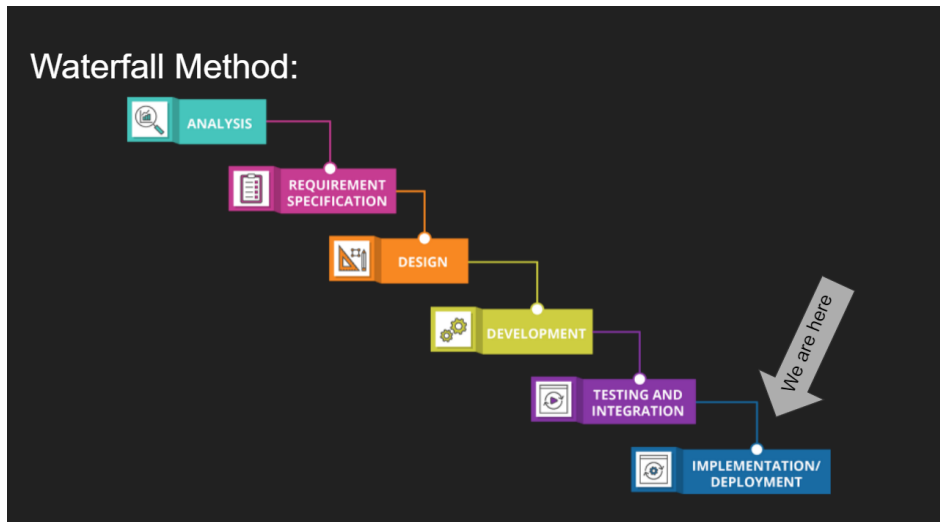 Waterfall Method:
ANALYSIS
REQUIREMENT
SPECIFICATION
DESIGN
DEVELOPMENT
We are here
TESTING AND
INTEGRATION
IMPLEMENTATION/
DEPLOYMENT